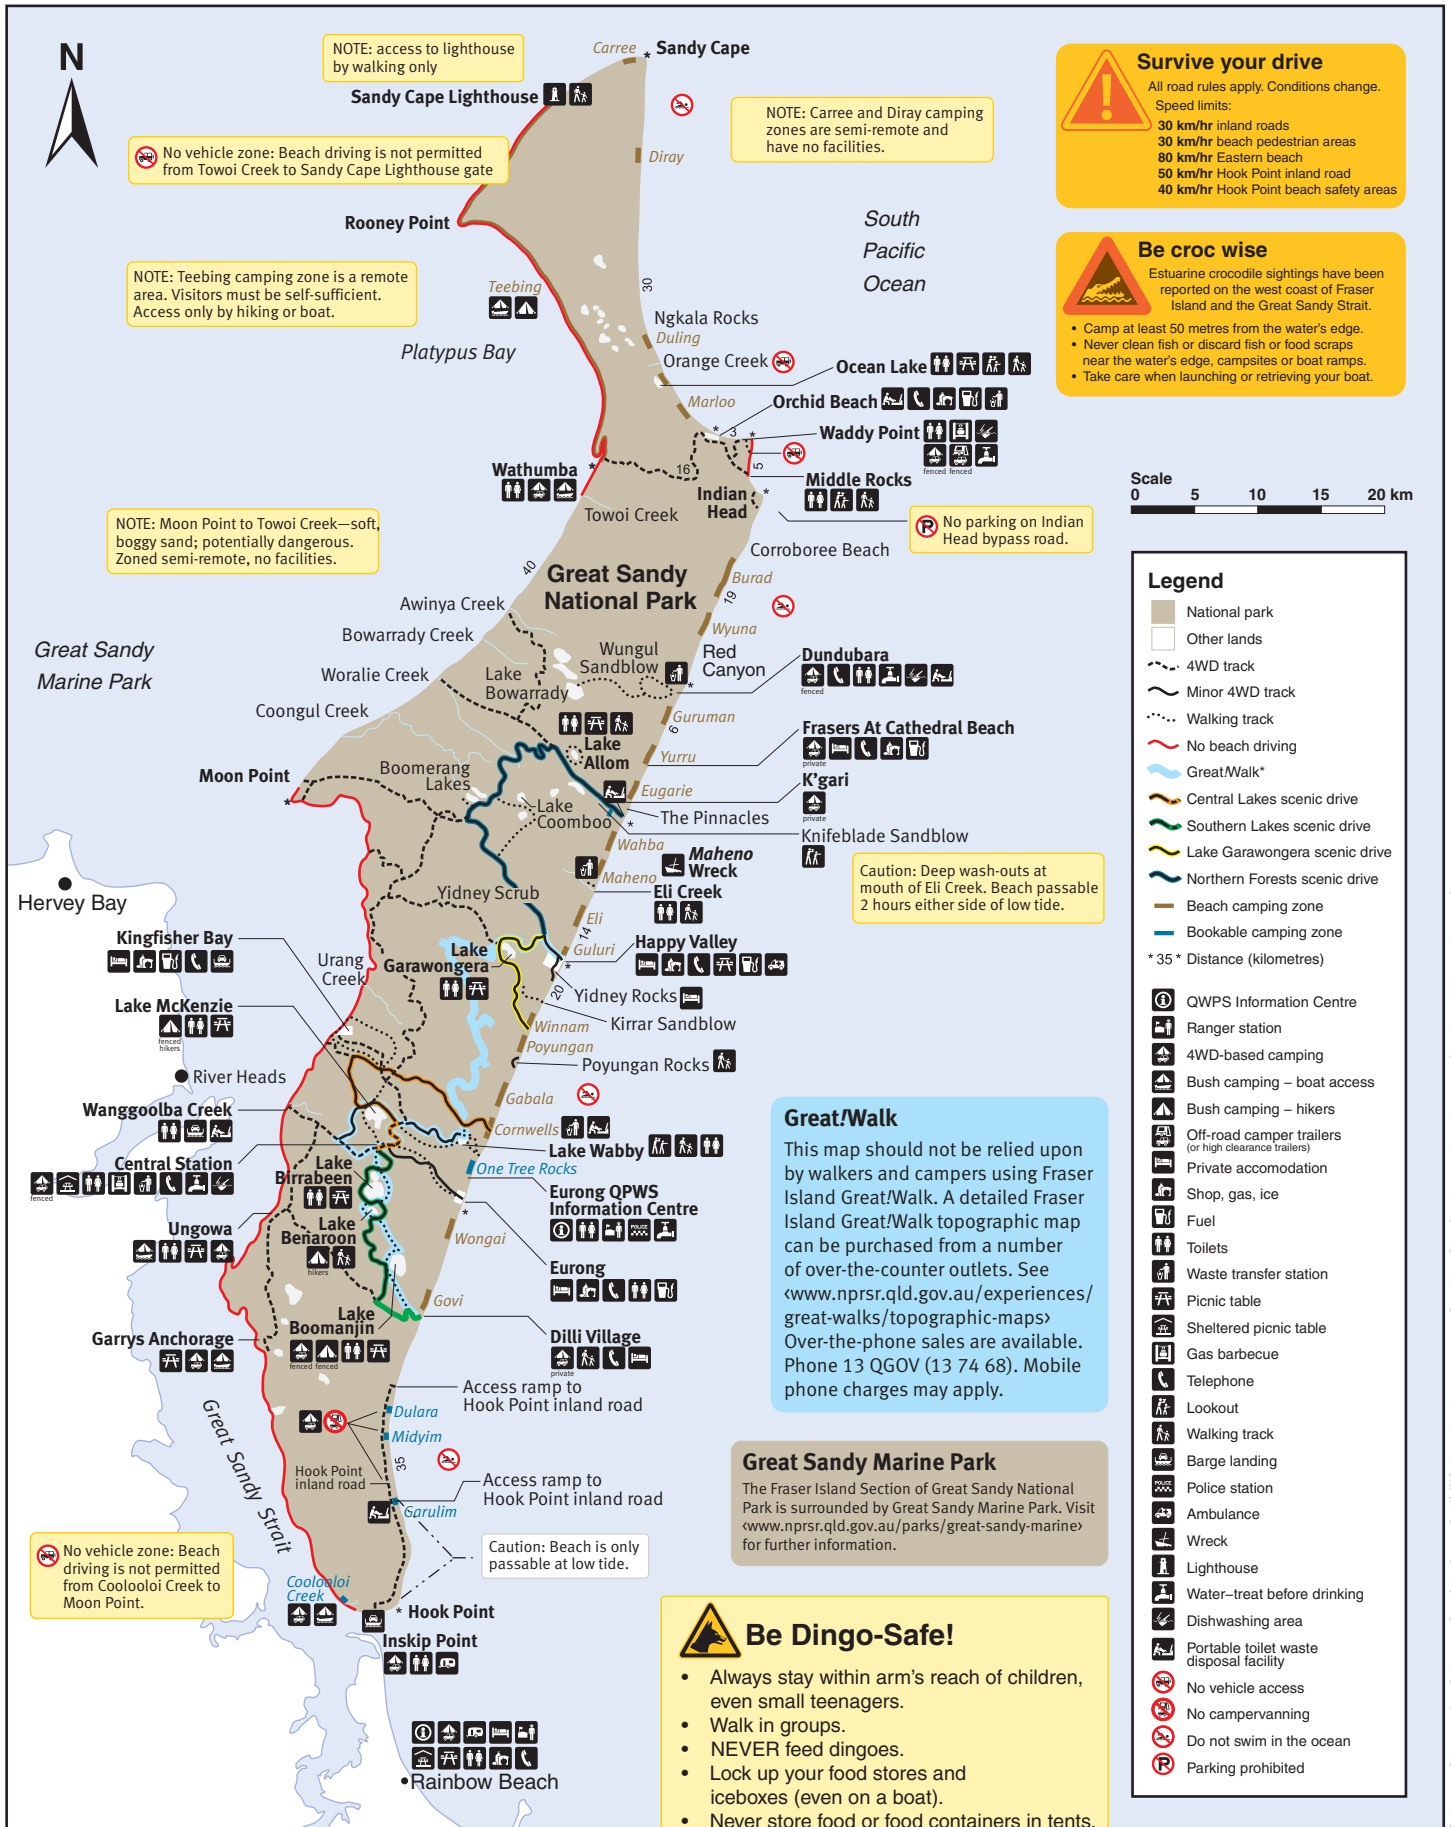 N
NOTE: access to lighthouse
by walking only
Carree
* Sandy Cape
Sandy Cape Lighthouse
NOTE: Carree and Diray camping
zones are semi-remote and
have no facilities.
Survive your drive
All road rules apply. Conditions change.
Speed limits:
30 km/hr inland roads
30 km/hr beach pedestrian areas
80 km/hr Eastern beach
50 km/hr Hook Point inland road
40 km/hr Hook Point beach safety areas
No vehicle zone: Beach driving is not permitted
from Towoi Creek to Sandy Cape Lighthouse gate
Diray
Rooney Point
South
Pacific
Ocean
Be croc wise
Estuarine crocodile sightings have been
reported on the west coast of Fraser
Island and the Great Sandy Strait.
• Camp at least 50 metres from the water's edge.
• Never clean fish or discard fish or food scraps
near the water's edge, campsites or boat ramps.
• Take care when launching or retrieving your boat.
NOTE: Teebing camping zone is a remote
area. Visitors must be self-sufficient.
Access only by hiking or boat.
Teebing
30
Ngkala Rocks
Duling
Platypus Bay
Orange Creek
Ocean Lake
Marloo
Orchid Beach
* 3 *
Waddy Point
fenced fenced
Wathumba
*
16
5
Middle Rocks
Indian
Head
*
Towoi Creek
No parking on Indian
Head bypass road.
Scale
0 5 10 15 20 km
NOTE: Moon Point to Towoi Creek—soft,
boggy sand; potentially dangerous.
Zoned semi-remote, no facilities.
Corroboree Beach
40
Great Sandy
National Park
Burad
19
Awinya Creek
Bowarrady Creek
Wyuna
Great Sandy
Marine Park
Woralie Creek
Wungul
Sandblow
Red
Canyon
Lake
Bowarrady
Dundubara
fenced
*
Coongul Creek
Guruman
6
Frasers At Cathedral Beach
private
Lake
Allom
Yurru
Moon Point
*
Boomerang
Lakes
Eugarie
K'gari
private
Lake
Coomboo
The Pinnacles
*
Knifeblade Sandblow
Wahba
Maheno
Wreck
Maheno
Caution: Deep wash-outs at
mouth of Eli Creek. Beach passable
2 hours either side of low tide.
Hervey Bay
Yidney Scrub
Eli Creek
Eli
14
Kingfisher Bay
Lake
Garawongera
Guluri
Happy Valley
*
Urang
Creek
20
Yidney Rocks
Lake McKenzie
fenced
hikers
Kirrar Sandblow
Winnam
Poyungan
Poyungan Rocks
River Heads
Gabala
Wanggoolba Creek
Cornwells
Lake Wabby
Central Station
fenced
Lake
Birrabeen
One Tree Rocks
Eurong QPWS
Information Centre
POLICE
*
Ungowa
Lake
Benaroon
hikers
Wongai
Eurong
Govi
Lake
Boomanjin
fenced fenced
Garrys Anchorage
Dilli Village
private
Access ramp to
Hook Point inland road
Dulara
Midyim
35
Great Sandy Strait
Hook Point
inland road
Access ramp to
Hook Point inland road
Garulim
Caution: Beach is only
passable at low tide.
No vehicle zone: Beach
driving is not permitted
from Coolooloi Creek to
Moon Point.
Coolooloi
Creek
* Hook Point
Inskip Point
•Rainbow Beach
Great!Walk
This map should not be relied upon
by walkers and campers using Fraser
Island Great!Walk. A detailed Fraser
Island Great!Walk topographic map
can be purchased from a number
of over-the-counter outlets. See
‹www.nprsr.qld.gov.au/experiences/
great-walks/topographic-maps›
Over-the-phone sales are available.
Phone 13 QGOV (13 74 68). Mobile
phone charges may apply.
Great Sandy Marine Park
The Fraser Island Section of Great Sandy National
Park is surrounded by Great Sandy Marine Park. Visit
‹www.nprsr.qld.gov.au/parks/great-sandy-marine›
for further information.
Be Dingo-Safe!
• Always stay within arm's reach of children,
even small teenagers.
• Walk in groups.
• NEVER feed dingoes.
• Lock up your food stores and
iceboxes (even on a boat).
• Never store food or food containers in tents.
Legend
National park
Other lands
4WD track
Minor 4WD track
Walking track
No beach driving
Great!Walk*
Central Lakes scenic drive
Southern Lakes scenic drive
Lake Garawongera scenic drive
Northern Forests scenic drive
Beach camping zone
Bookable camping zone
* 35 * Distance (kilometres)
QWPS Information Centre
Ranger station
4WD-based camping
Bush camping – boat access
Bush camping – hikers
Off-road camper trailers
(or high clearance trailers)
Private accomodation
Shop, gas, ice
Fuel
Toilets
Waste transfer station
Picnic table
Sheltered picnic table
Gas barbecue
Telephone
Lookout
Walking track
Barge landing
POLICE Police station
Ambulance
Wreck
Lighthouse
Water–treat before drinking
Dishwashing area
Portable toilet waste
disposal facility
No vehicle access
No campervanning
Do not swim in the ocean
Parking prohibited